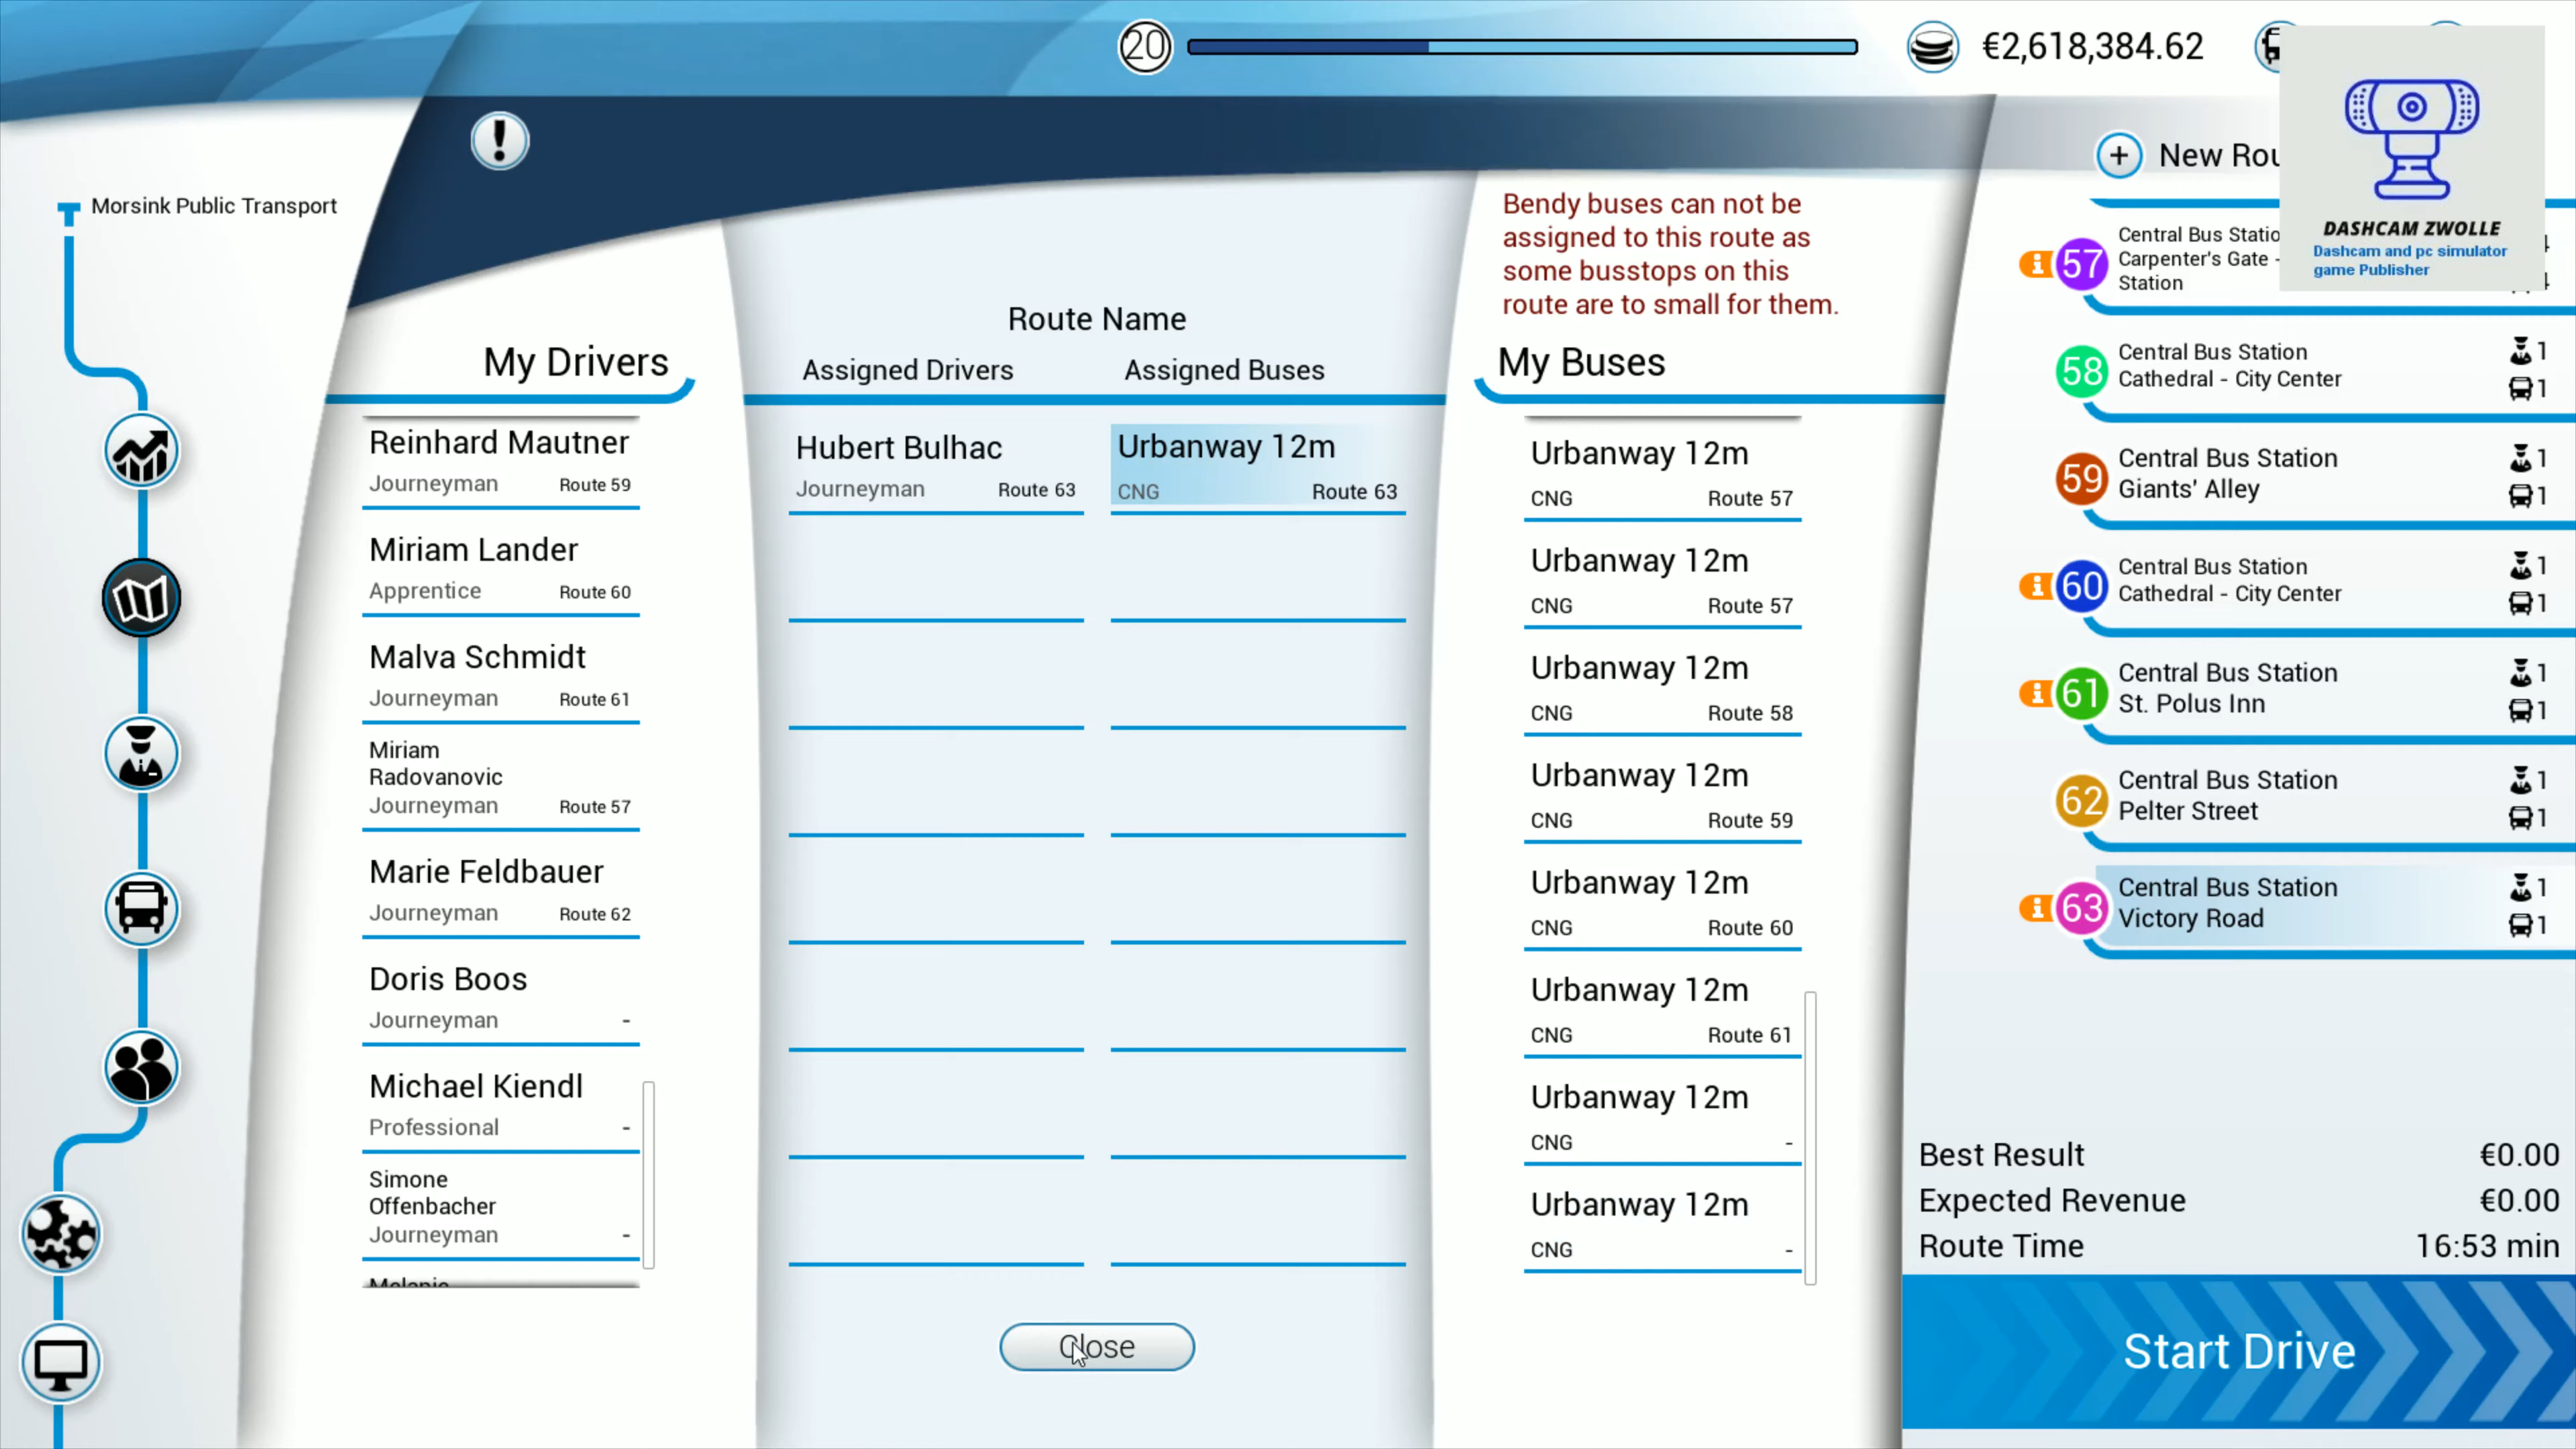 20
€2,618,384.62
Morsink Public Transport
!
Bendy buses can not be
assigned to this route as
some busstops on this
route are to small for them.
My Drivers
Route Name
Assigned Drivers
Assigned Buses
My Buses
Reinhard Mautner
Journeyman Route 59
Miriam Lander
Apprentice Route 60
Malva Schmidt
Journeyman Route 61
Miriam
Radovanovic
Journeyman Route 57
Marie Feldbauer
Journeyman Route 62
Doris Boos
Journeyman -
Michael Kiendl
Professional -
Simone
Offenbacher
Journeyman -
Hubert Bulhac
Journeyman Route 63
Urbanway 12m
CNG Route 63
Close
Urbanway 12m
CNG Route 57
Urbanway 12m
CNG Route 57
Urbanway 12m
CNG Route 58
Urbanway 12m
CNG Route 59
Urbanway 12m
CNG Route 60
Urbanway 12m
CNG Route 61
Urbanway 12m
CNG -
Urbanway 12m
CNG -
+ New
DASHCAM ZWOLLE
Dashcam and pc simulator
game Publisher
i 57
Central Bus
Carpenter's Gate -
Station
58
Central Bus Station 1
Cathedral - City Center 1
59
Central Bus Station 1
Giants' Alley 1
i 60
Central Bus Station 1
Cathedral - City Center 1
i 61
Central Bus Station 1
St. Polus Inn 1
62
Central Bus Station 1
Pelter Street 1
i 63
Central Bus Station 1
Victory Road 1
Best Result €0.00
Expected Revenue €0.00
Route Time 16:53 min
Start Drive